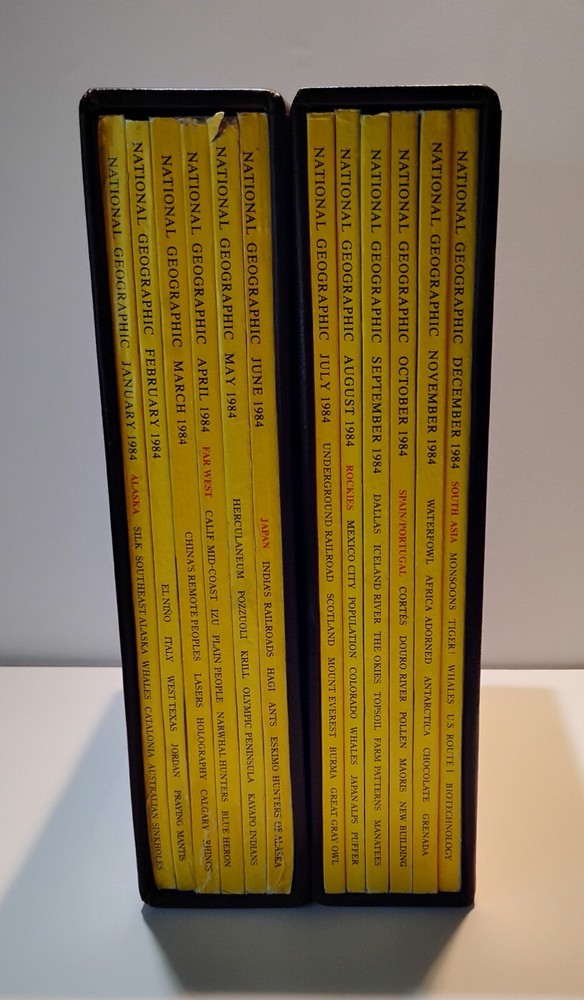 NATIONAL GEOGRAPHIC JANUARY 1984 ALASKA SILK SOUTHEAST ALASKA WHALES CATALONIA AUSTRALIAN SINKHOLES
NATIONAL GEOGRAPHIC FEBRUARY 1984 EL NIÑO ITALY WEST TEXAS JORDAN PRAYING MANTIS
NATIONAL GEOGRAPHIC MARCH 1984 CHINA'S REMOTE PEOPLES LASERS HOLOGRAPHY CALGARY RHINOS
NATIONAL GEOGRAPHIC APRIL 1984 FAR WEST CALIF. MID-COAST IZU PLAIN PEOPLE NARWHAL HUNTERS BLUE HERON
NATIONAL GEOGRAPHIC MAY 1984 HERCULANEUM POZZUOLI KRILL OLYMPIC PENINSULA KAYAPO INDIANS
NATIONAL GEOGRAPHIC JUNE 1984 JAPAN INDIA'S RAILROADS HAGI ANTS ESKIMO HUNTERS OF ALASKA
NATIONAL GEOGRAPHIC JULY 1984 UNDERGROUND RAILROAD SCOTLAND MOUNT EVEREST BURMA GREAT GRAY OWL
NATIONAL GEOGRAPHIC AUGUST 1984 ROCKIES MEXICO CITY POPULATION COLORADO WHALES JAPAN ALPS PUFFER
NATIONAL GEOGRAPHIC SEPTEMBER 1984 DALLAS ICELAND RIVER THE OKIES TOPSOIL FARM PATTERNS MANATEES
NATIONAL GEOGRAPHIC OCTOBER 1984 SPAIN/PORTUGAL CORTÉS DOURO RIVER POLLEN MAORIS NEW BUILDING
NATIONAL GEOGRAPHIC NOVEMBER 1984 WATERFOWL AFRICA ADORNED ANTARCTICA CHOCOLATE GRENADA
NATIONAL GEOGRAPHIC DECEMBER 1984 SOUTH ASIA MONSOONS TIGER! WHALES U.S. ROUTE 1 BIOTECHNOLOGY